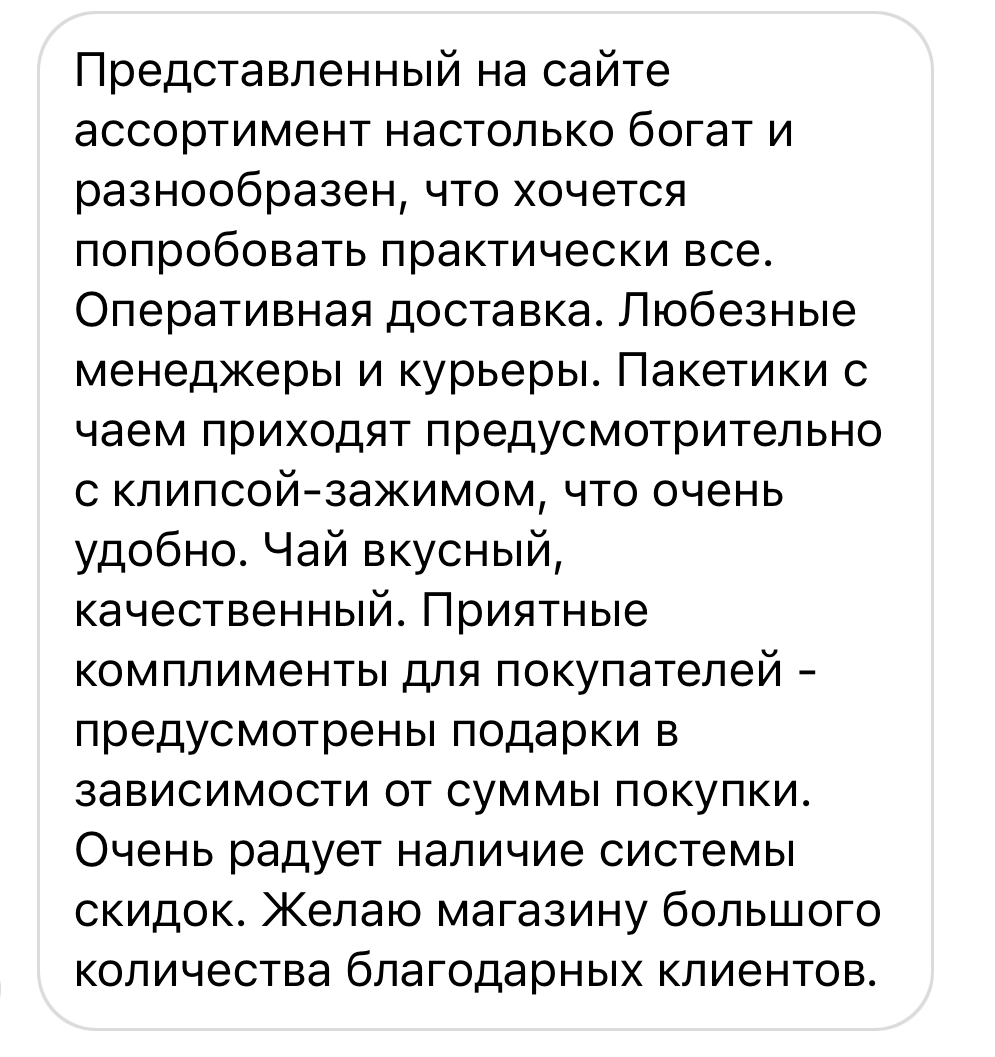 Представленный на сайте
ассортимент настолько богат и
разнообразен, что хочется
попробовать практически все.
Оперативная доставка. Любезные
менеджеры и курьеры. Пакетики с
чаем приходят предусмотрительно
с клипсой-зажимом, что очень
удобно. Чай вкусный,
качественный. Приятные
комплименты для покупателей -
предусмотрены подарки в
зависимости от суммы покупки.
Очень радует наличие системы
скидок. Желаю магазину большого
количества благодарных клиентов.